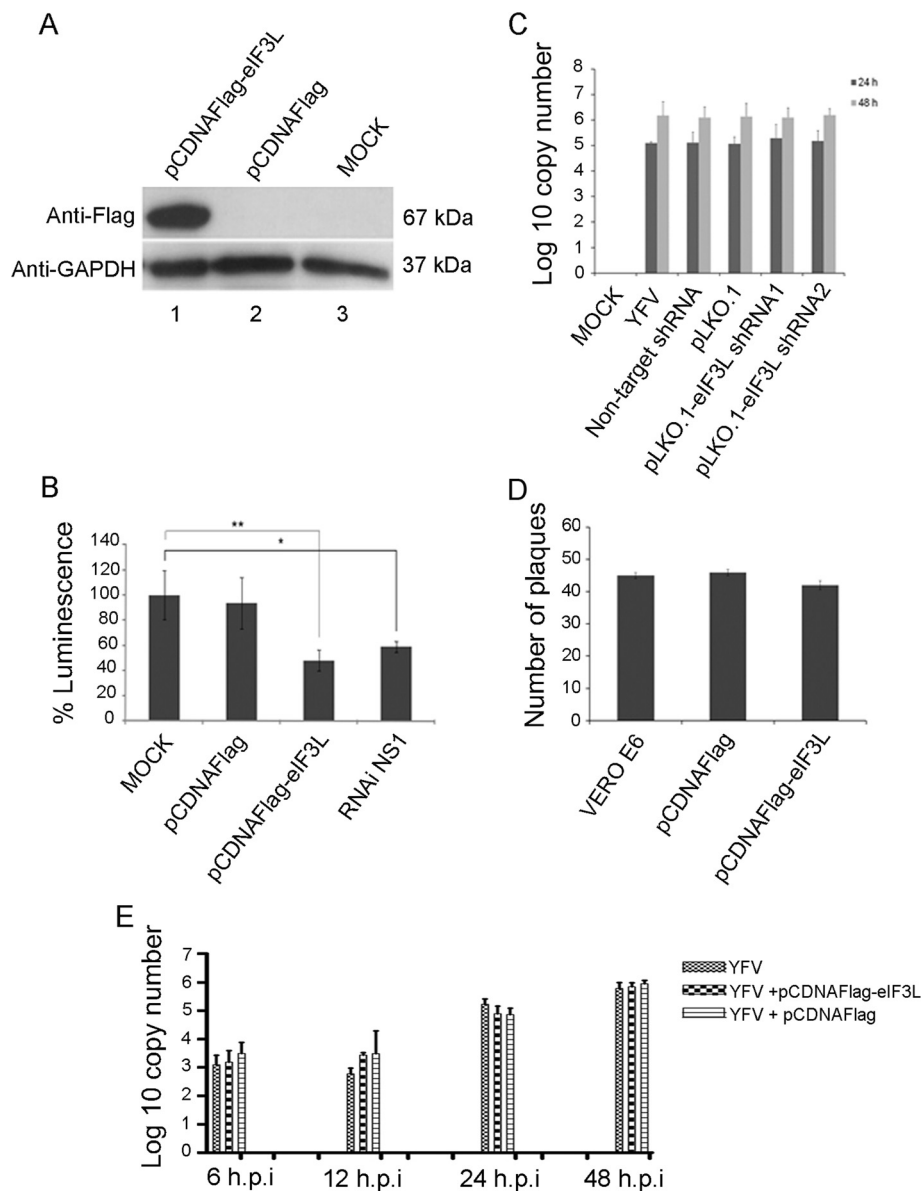 A
pCDNAFlag-eIF3L
pCDNAFlag
MOCK
Anti-Flag
67 kDa
Anti-GAPDH
37 kDa
1 2 3
C
Log 10 copy number
8
7
6
5
4
3
2
1
0
24 h
48 h
MOCK
YFV
Non-target shRNA
pLKO.1
pLKO.1-eIF3L shRNA1
pLKO.1-eIF3L shRNA2
B
% Luminescence
140
120
100
80
60
40
20
0
**
*
MOCK
pCDNAFlag
pCDNAFlag-eIF3L
RNAi NS1
D
Number of plaques
60
50
40
30
20
10
0
VERO E6
pCDNAFlag
pCDNAFlag-eIF3L
E
Log 10 copy number
7
6
5
4
3
2
1
0
6 h.p.i
12 h.p.i
24 h.p.i
48 h.p.i
YFV
YFV +pCDNAFlag-eIF3L
YFV + pCDNAFlag